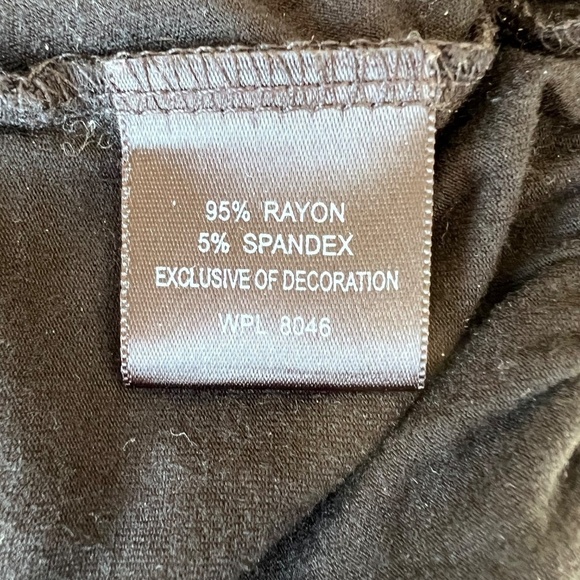 95% RAYON
5% SPANDEX
EXCLUSIVE OF DECORATION
WPL 8046